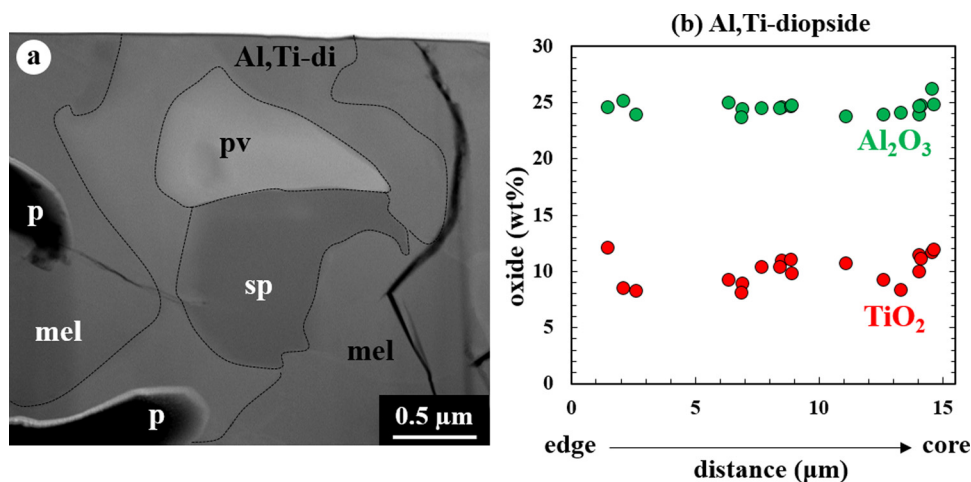 a
Al,Ti-di
pv
p
sp
mel
mel
p
0.5 µm
(b) Al,Ti-diopside
oxide (wt%)
30
25
20
15
10
5
0
Al₂O₃
TiO₂
0 5 10 15
edge core
distance (µm)